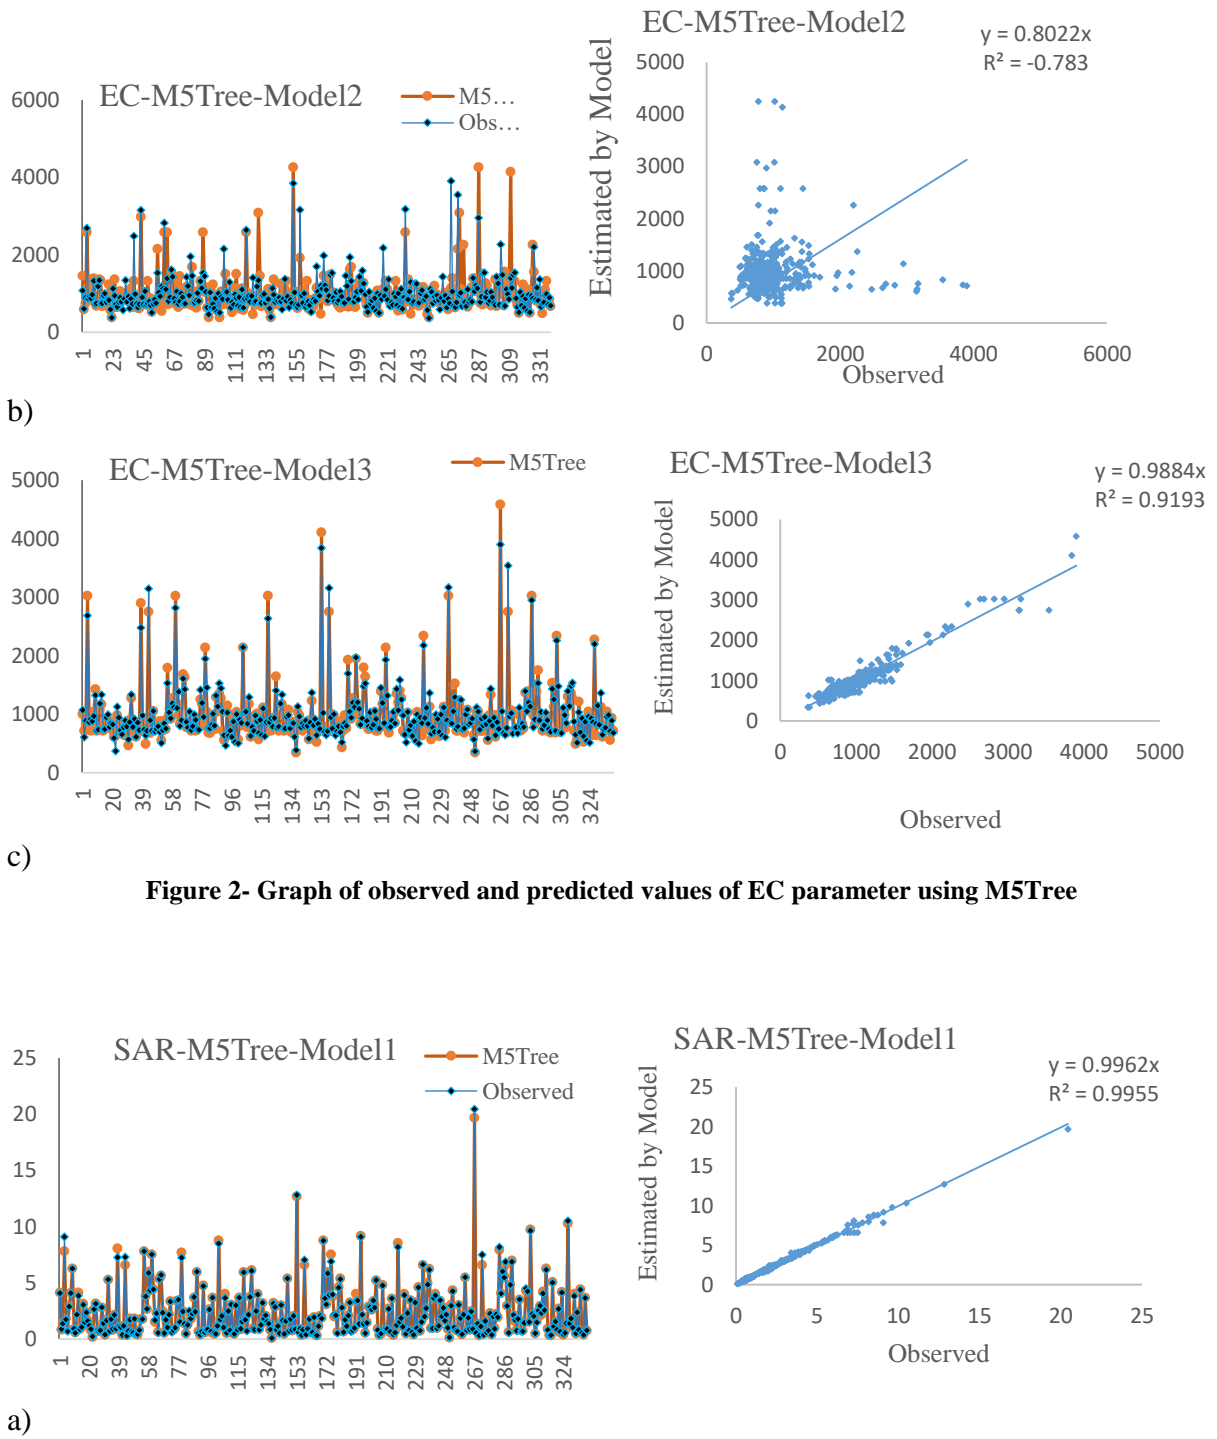 EC-M5Tree-Model2
M5…
Obs…
6000
4000
2000
0
1 23 45 67 89 111 133 155 177 199 221 243 265 287 309 331
EC-M5Tree-Model2
y = 0.8022x
R² = -0.783
Estimated by Model
5000
4000
3000
2000
1000
0
0 2000 4000 6000
Observed
b)
EC-M5Tree-Model3
M5Tree
5000
4000
3000
2000
1000
0
1 20 39 58 77 96 115 134 153 172 191 210 229 248 267 286 305 324
EC-M5Tree-Model3
y = 0.9884x
R² = 0.9193
Estimated by Model
5000
4000
3000
2000
1000
0
0 1000 2000 3000 4000 5000
Observed
c)
Figure 2- Graph of observed and predicted values of EC parameter using M5Tree
SAR-M5Tree-Model1
M5Tree
Observed
25
20
15
10
5
0
1 20 39 58 77 96 115 134 153 172 191 210 229 248 267 286 305 324
SAR-M5Tree-Model1
y = 0.9962x
R² = 0.9955
Estimated by Model
25
20
15
10
5
0
0 5 10 15 20 25
Observed
a)